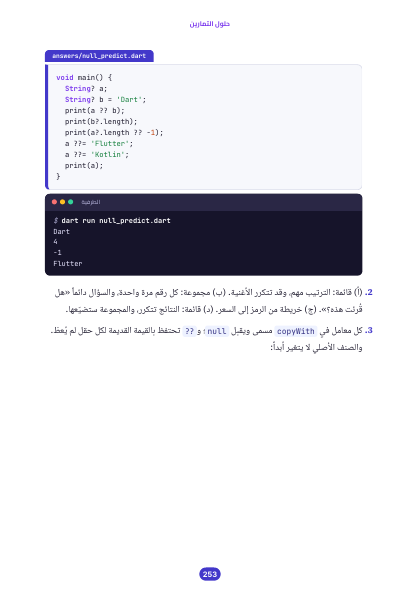 حلول التمارين
answers/null_predict.dart
void main() {
  String? a;
  String? b = 'Dart';
  print(a ?? b);
  print(b?.length);
  print(a?.length ?? -1);
  a ??= 'Flutter';
  a ??= 'Kotlin';
  print(a);
}
الطرفية
$ dart run null_predict.dart
Dart
4
-1
Flutter
2. (أ) قائمة: الترتيب مهم، وقد تتكرر الأغنية. (ب) مجموعة: كل رقم مرة واحدة، والسؤال دائماً «هل
قُرئت هذه؟». (ج) خريطة من الرمز إلى السعر. (د) قائمة: النتائج تتكرر، والمجموعة ستضيّعها.
3. كل معامل في copyWith مسمى ويقبل null؛ و ?? تحتفظ بالقيمة القديمة لكل حقل لم يُعطَ.
والصنف الأصلي لا يتغير أبداً:
253